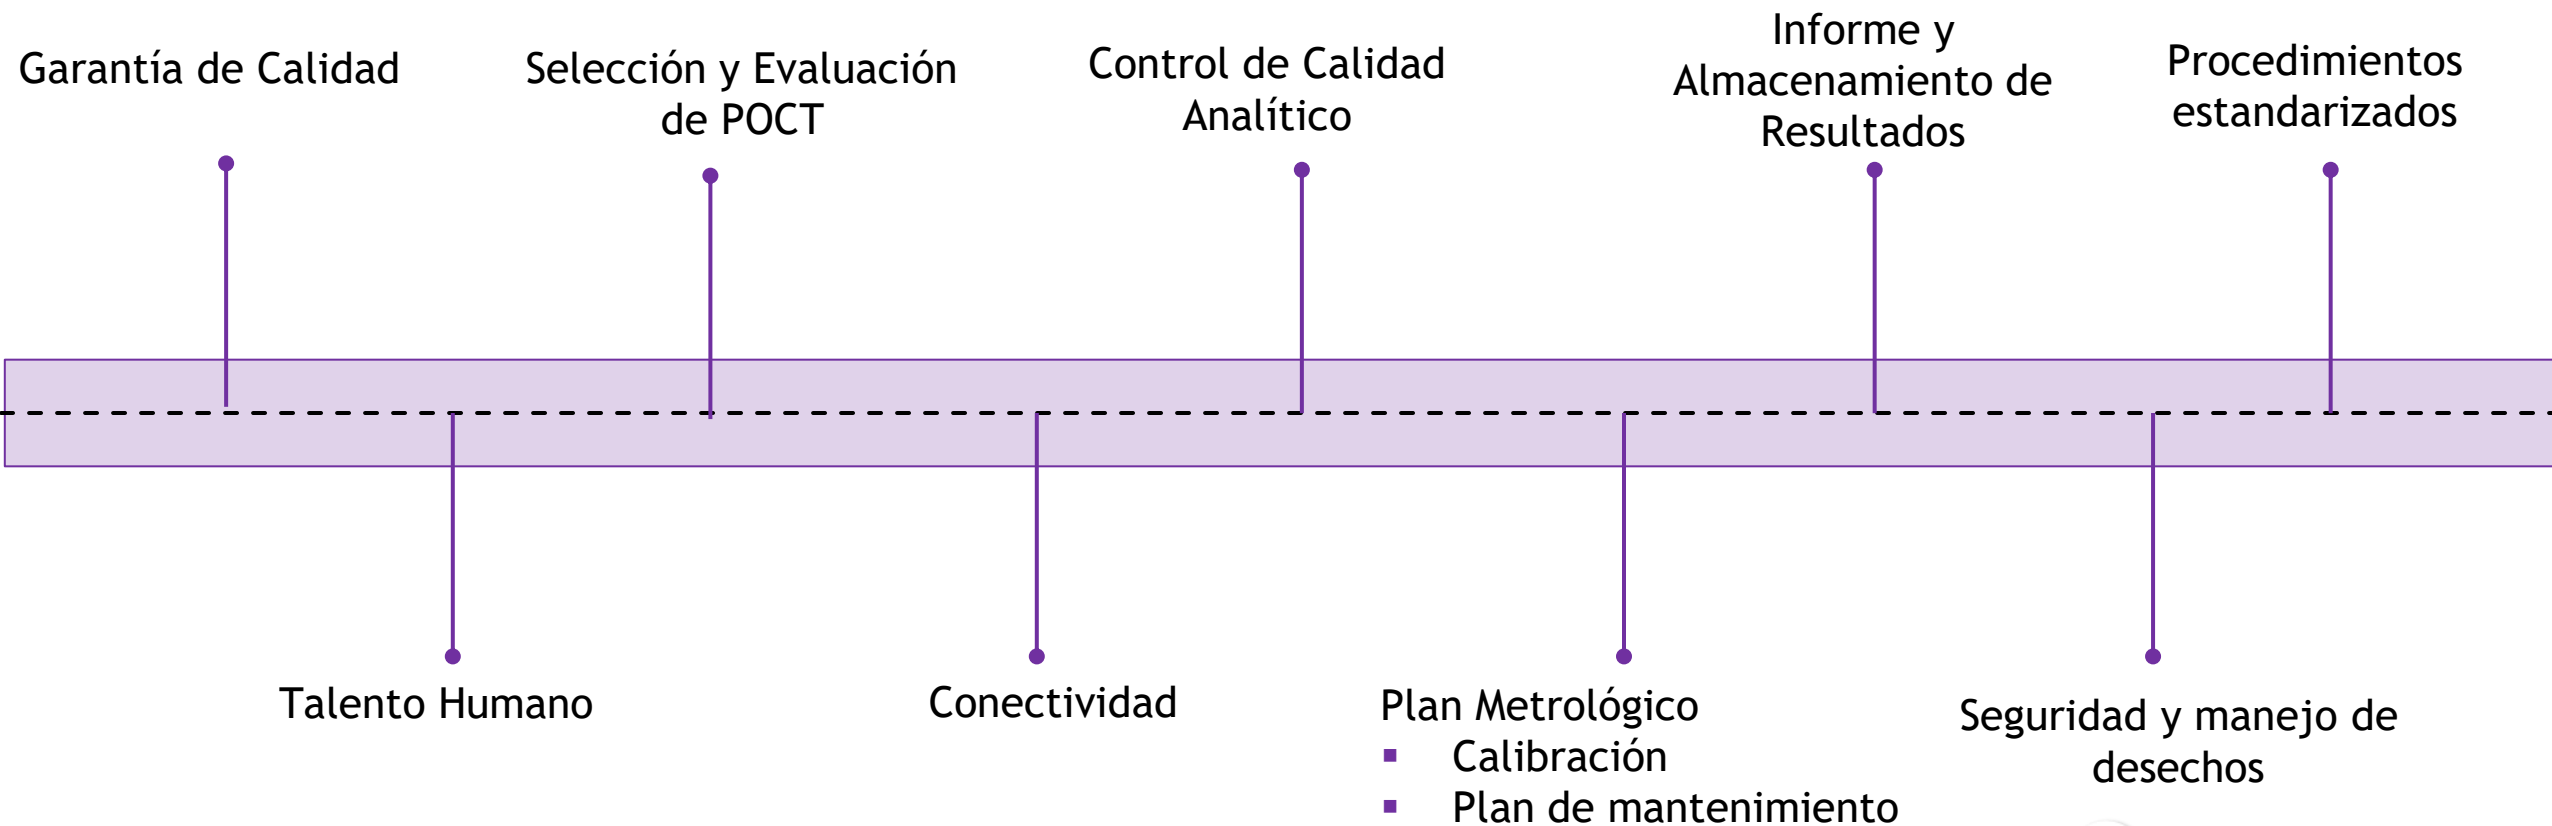 Garantía de Calidad
Selección y Evaluación
de POCT
Control de Calidad
Analítico
Informe y
Almacenamiento de
Resultados
Procedimientos
estandarizados
Talento Humano
Conectividad
Plan Metrológico
▪ Calibración
▪ Plan de mantenimiento
Seguridad y manejo de
desechos